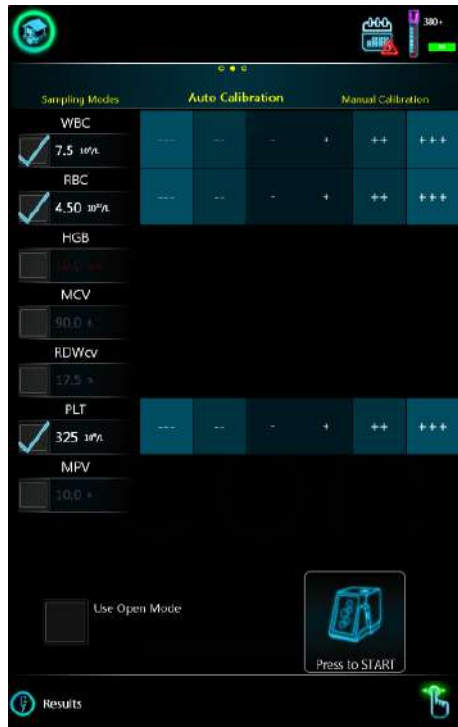 380+
Sampling Modes Auto Calibration Manual Calibration
WBC
7.5 10⁹/L --- -- - + ++ +++
RBC
4.50 10¹²/L --- -- - + ++ +++
HGB
MCV
90.0
RDWcv
17.5 %
PLT
325 10⁹/L --- -- - + ++ +++
MPV
10.0
Use Open Mode
Press to START
Results